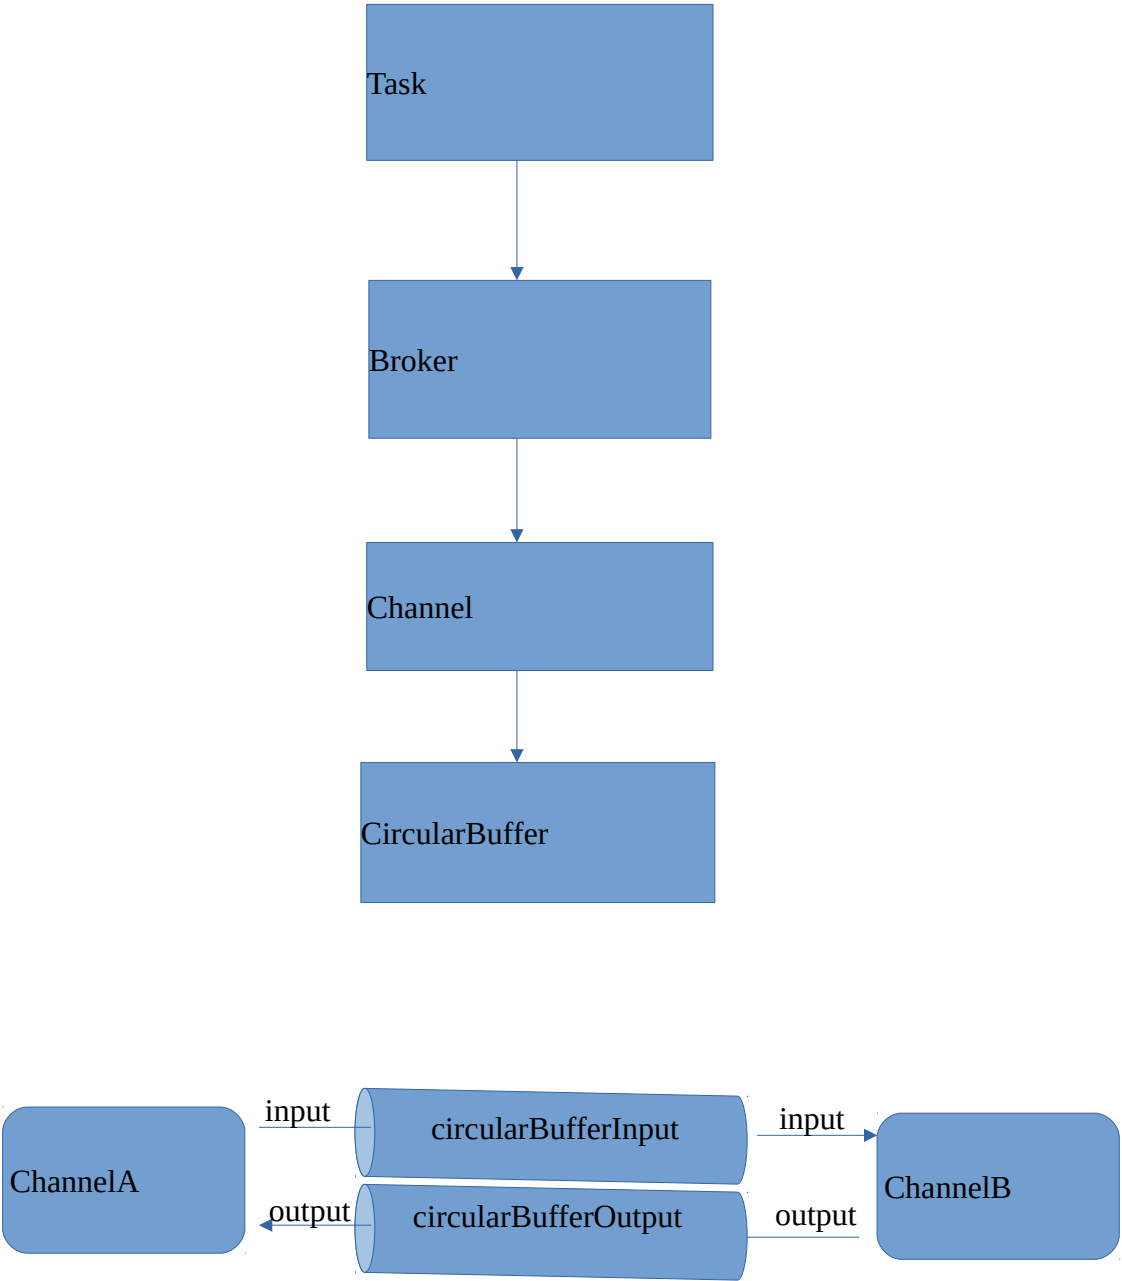 Task
Broker
Channel
CircularBuffer
input
circularBufferInput
input
ChannelA
ChannelB
output
circularBufferOutput
output